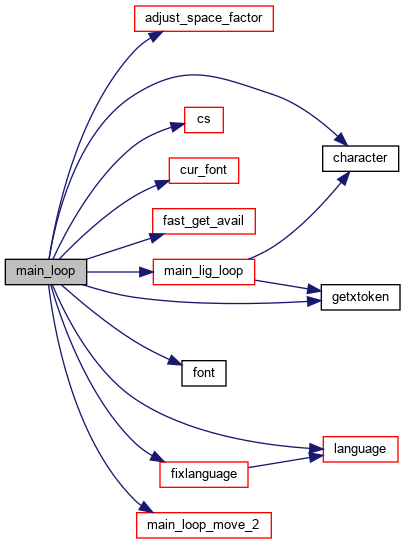 adjust_space_factor
cs
character
cur_font
fast_get_avail
main_loop
main_lig_loop
getxtoken
font
language
fixlanguage
main_loop_move_2